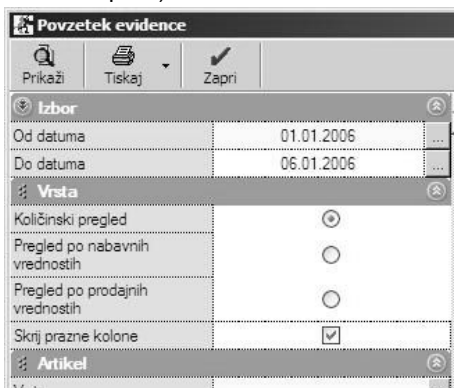 Povzetek evidence
Prikaži Tiskaj Zapri
Izbor
Od datuma 01.01.2006 ...
Do datuma 06.01.2006 ...
Vrsta
Količinski pregled
Pregled po nabavnih
vrednostih
Pregled po prodajnih
vrednostih
Skrij prazne kolone
Artikel